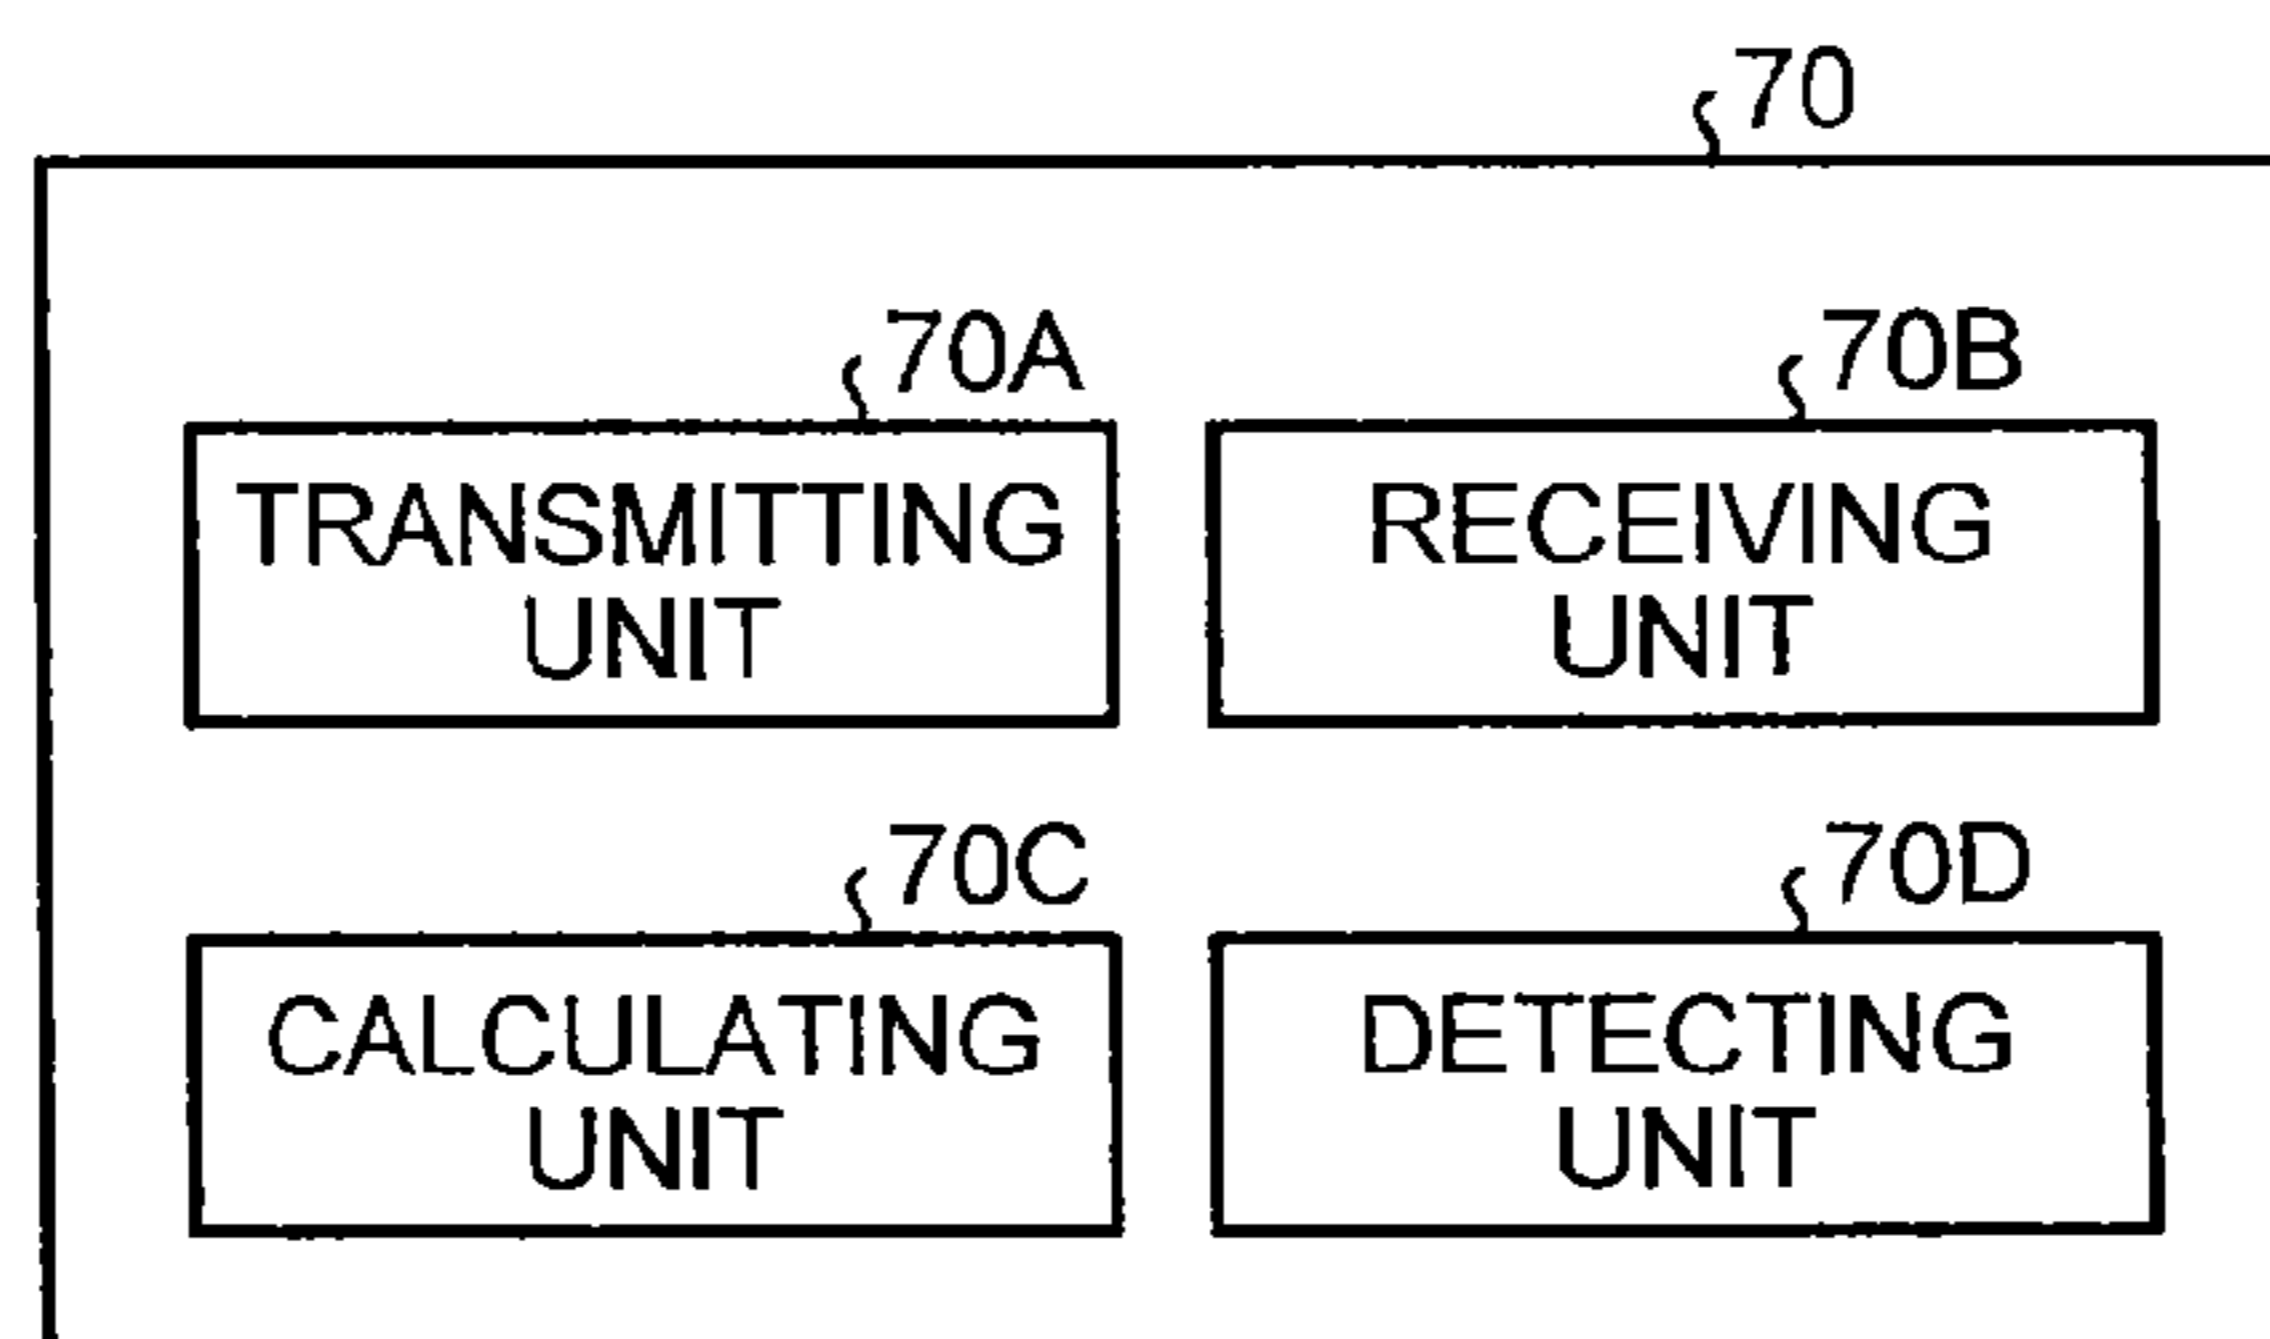 70
70A
70B
TRANSMITTING
UNIT
RECEIVING
UNIT
70C
70D
CALCULATING
UNIT
DETECTING
UNIT